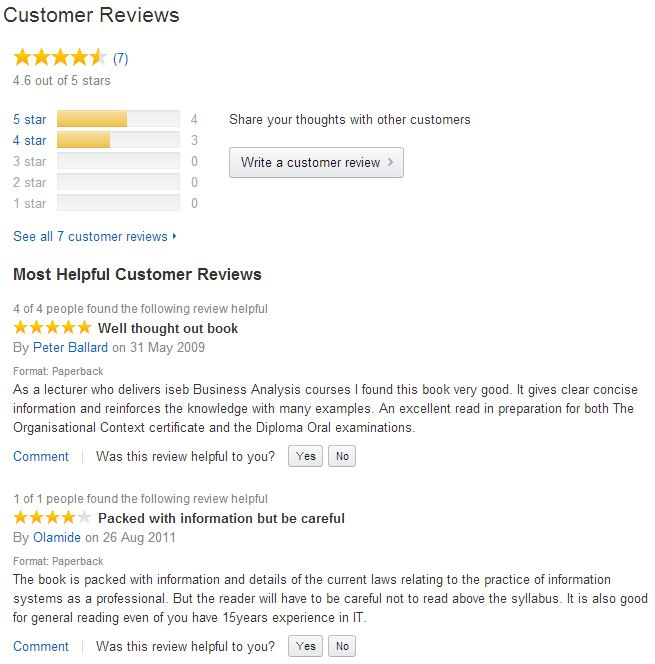 Customer Reviews
(7)
4.6 out of 5 stars
5 star 4 Share your thoughts with other customers
4 star 3
3 star 0 Write a customer review
2 star 0
1 star 0
See all 7 customer reviews
Most Helpful Customer Reviews
4 of 4 people found the following review helpful
Well thought out book
By Peter Ballard on 31 May 2009
Format: Paperback
As a lecturer who delivers iseb Business Analysis courses I found this book very good. It gives clear concise
information and reinforces the knowledge with many examples. An excellent read in preparation for both The
Organisational Context certificate and the Diploma Oral examinations.
Comment Was this review helpful to you? Yes No
1 of 1 people found the following review helpful
Packed with information but be careful
By Olamide on 26 Aug 2011
Format: Paperback
The book is packed with information and details of the current laws relating to the practice of information
systems as a professional. But the reader will have to be careful not to read above the syllabus. It is also good
for general reading even of you have 15years experience in IT.
Comment Was this review helpful to you? Yes No